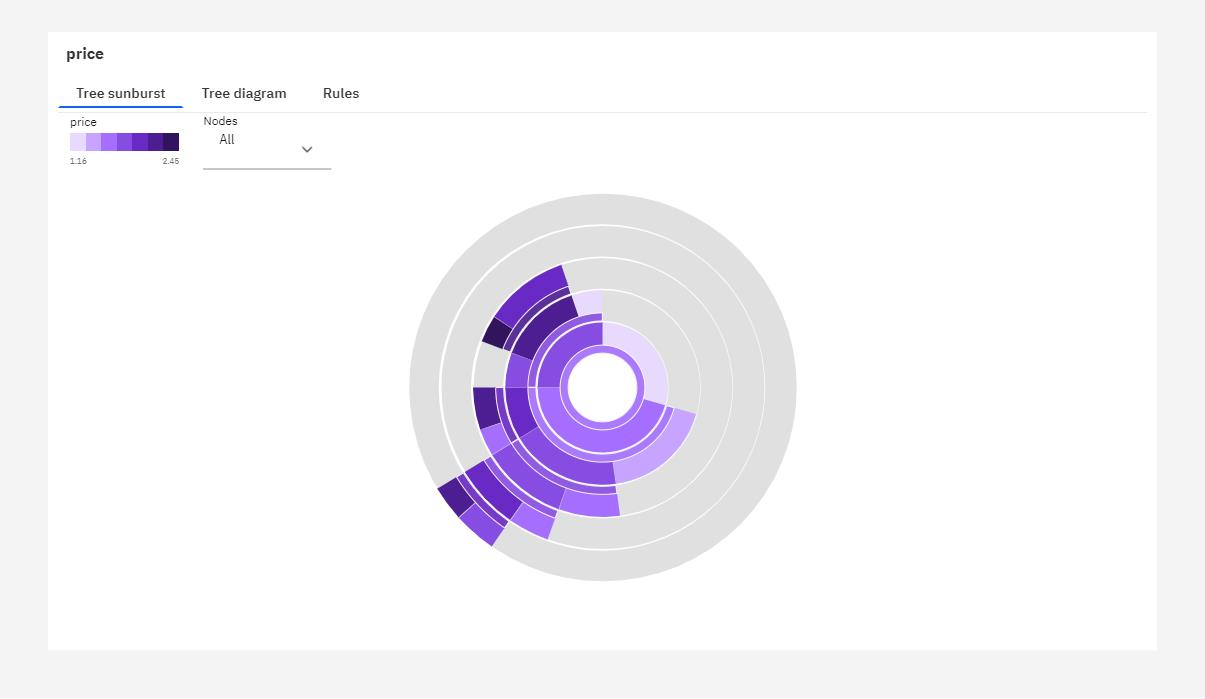 price
Tree sunburst
Tree diagram
Rules
price
Nodes
All
1.16
2.45